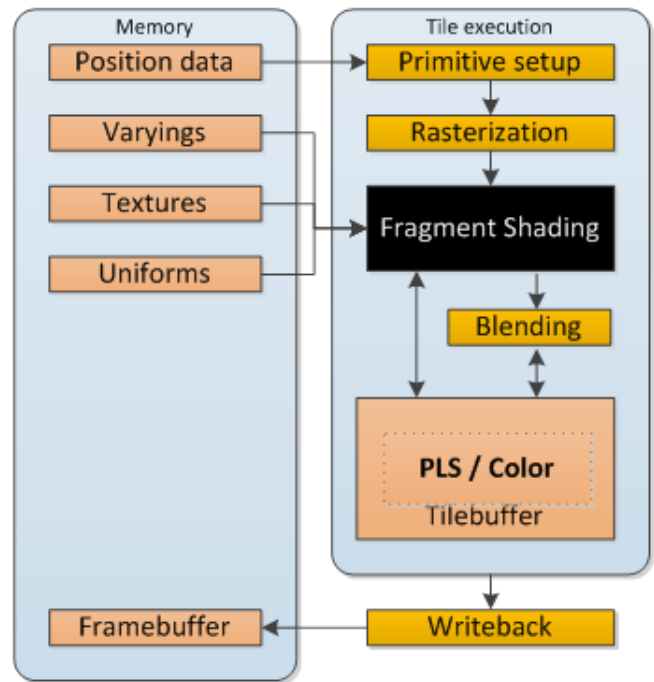 Memory
Position data
Varyings
Textures
Uniforms
Framebuffer
Tile execution
Primitive setup
Rasterization
Fragment Shading
Blending
PLS / Color
Tilebuffer
Writeback